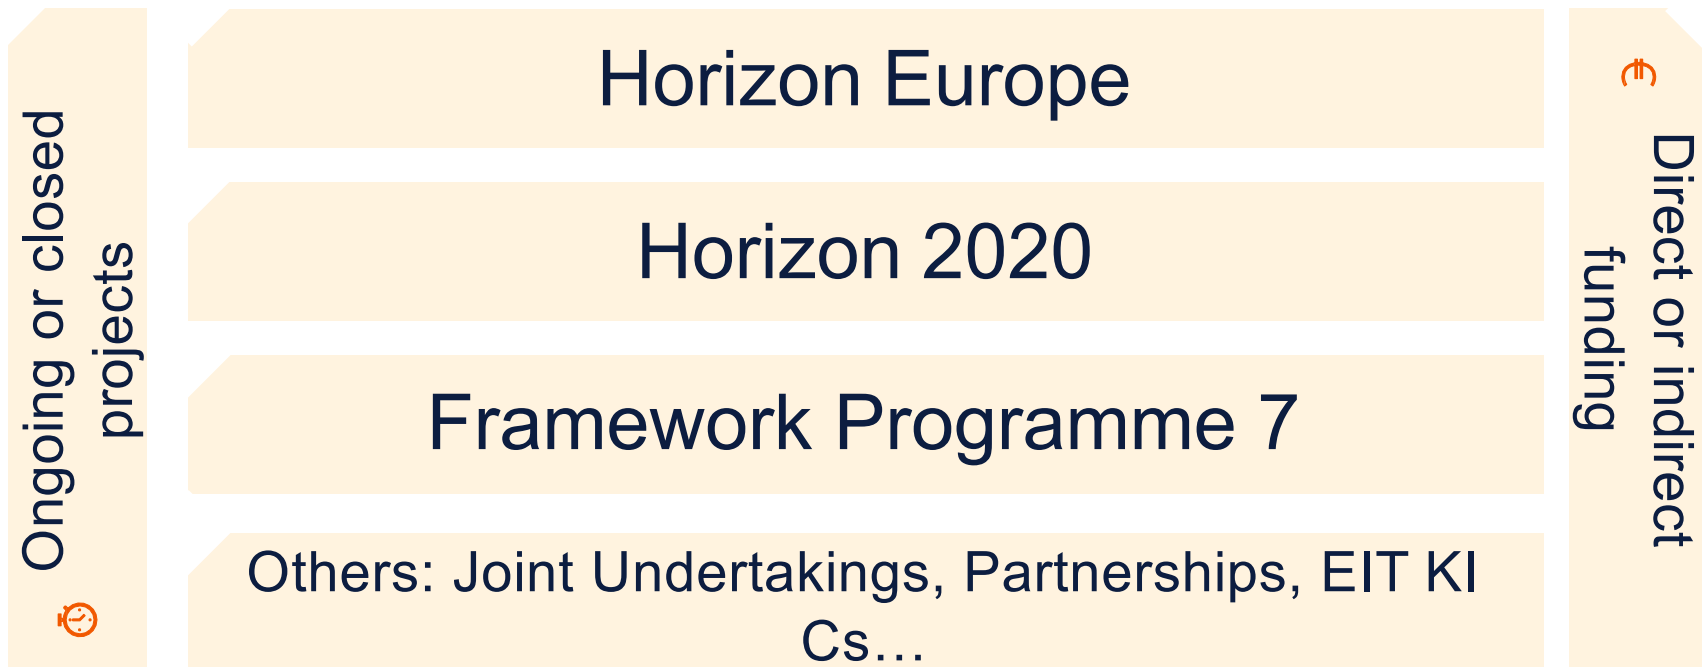 Ongoing or closed
projects
Horizon Europe
Horizon 2020
Framework Programme 7
Others: Joint Undertakings, Partnerships, EIT KI
Cs…
Direct or indirect
funding